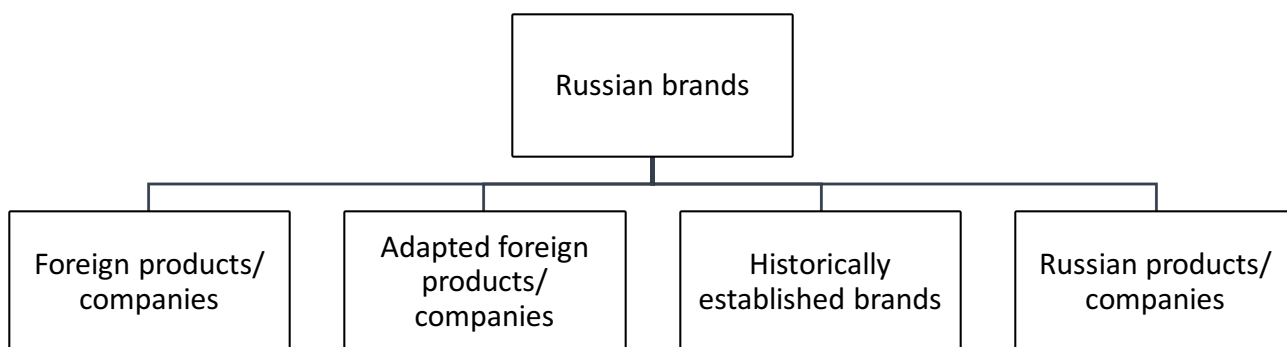 Russian brands
Foreign products/
companies
Adapted foreign
products/
companies
Historically
established brands
Russian products/
companies